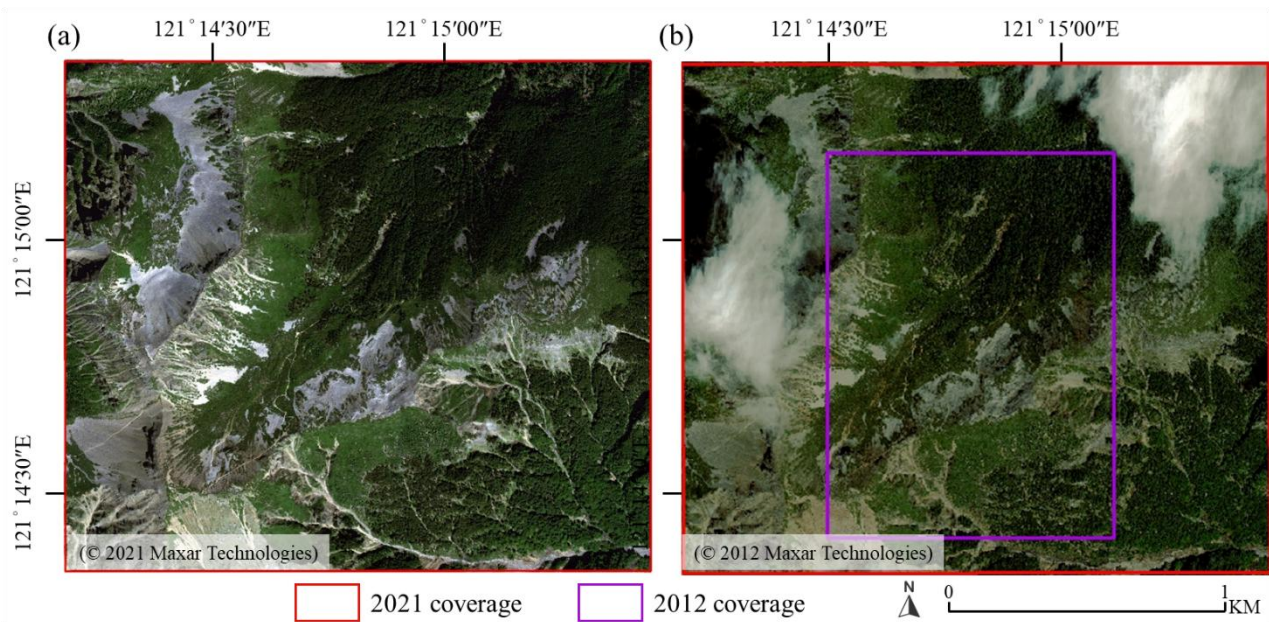 (a) 121°14'30"E 121°15'00"E
(b) 121°14'30"E 121°15'00"E
121°15'00"E
121°14'30"E
(© 2021 Maxar Technologies)
(© 2012 Maxar Technologies)
2021 coverage
2012 coverage
N
0 1
KM